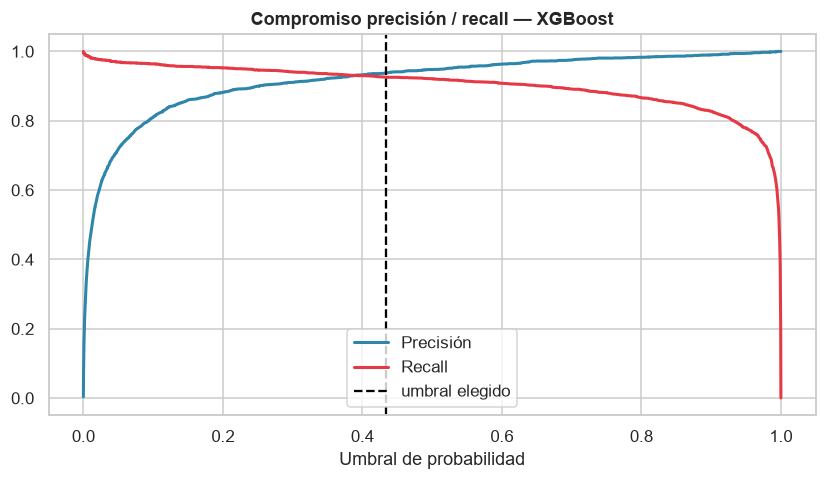 Compromiso precisión / recall — XGBoost
1.0
0.8
0.6
0.4
0.2
0.0
Precisión
Recall
umbral elegido
0.0 0.2 0.4 0.6 0.8 1.0
Umbral de probabilidad